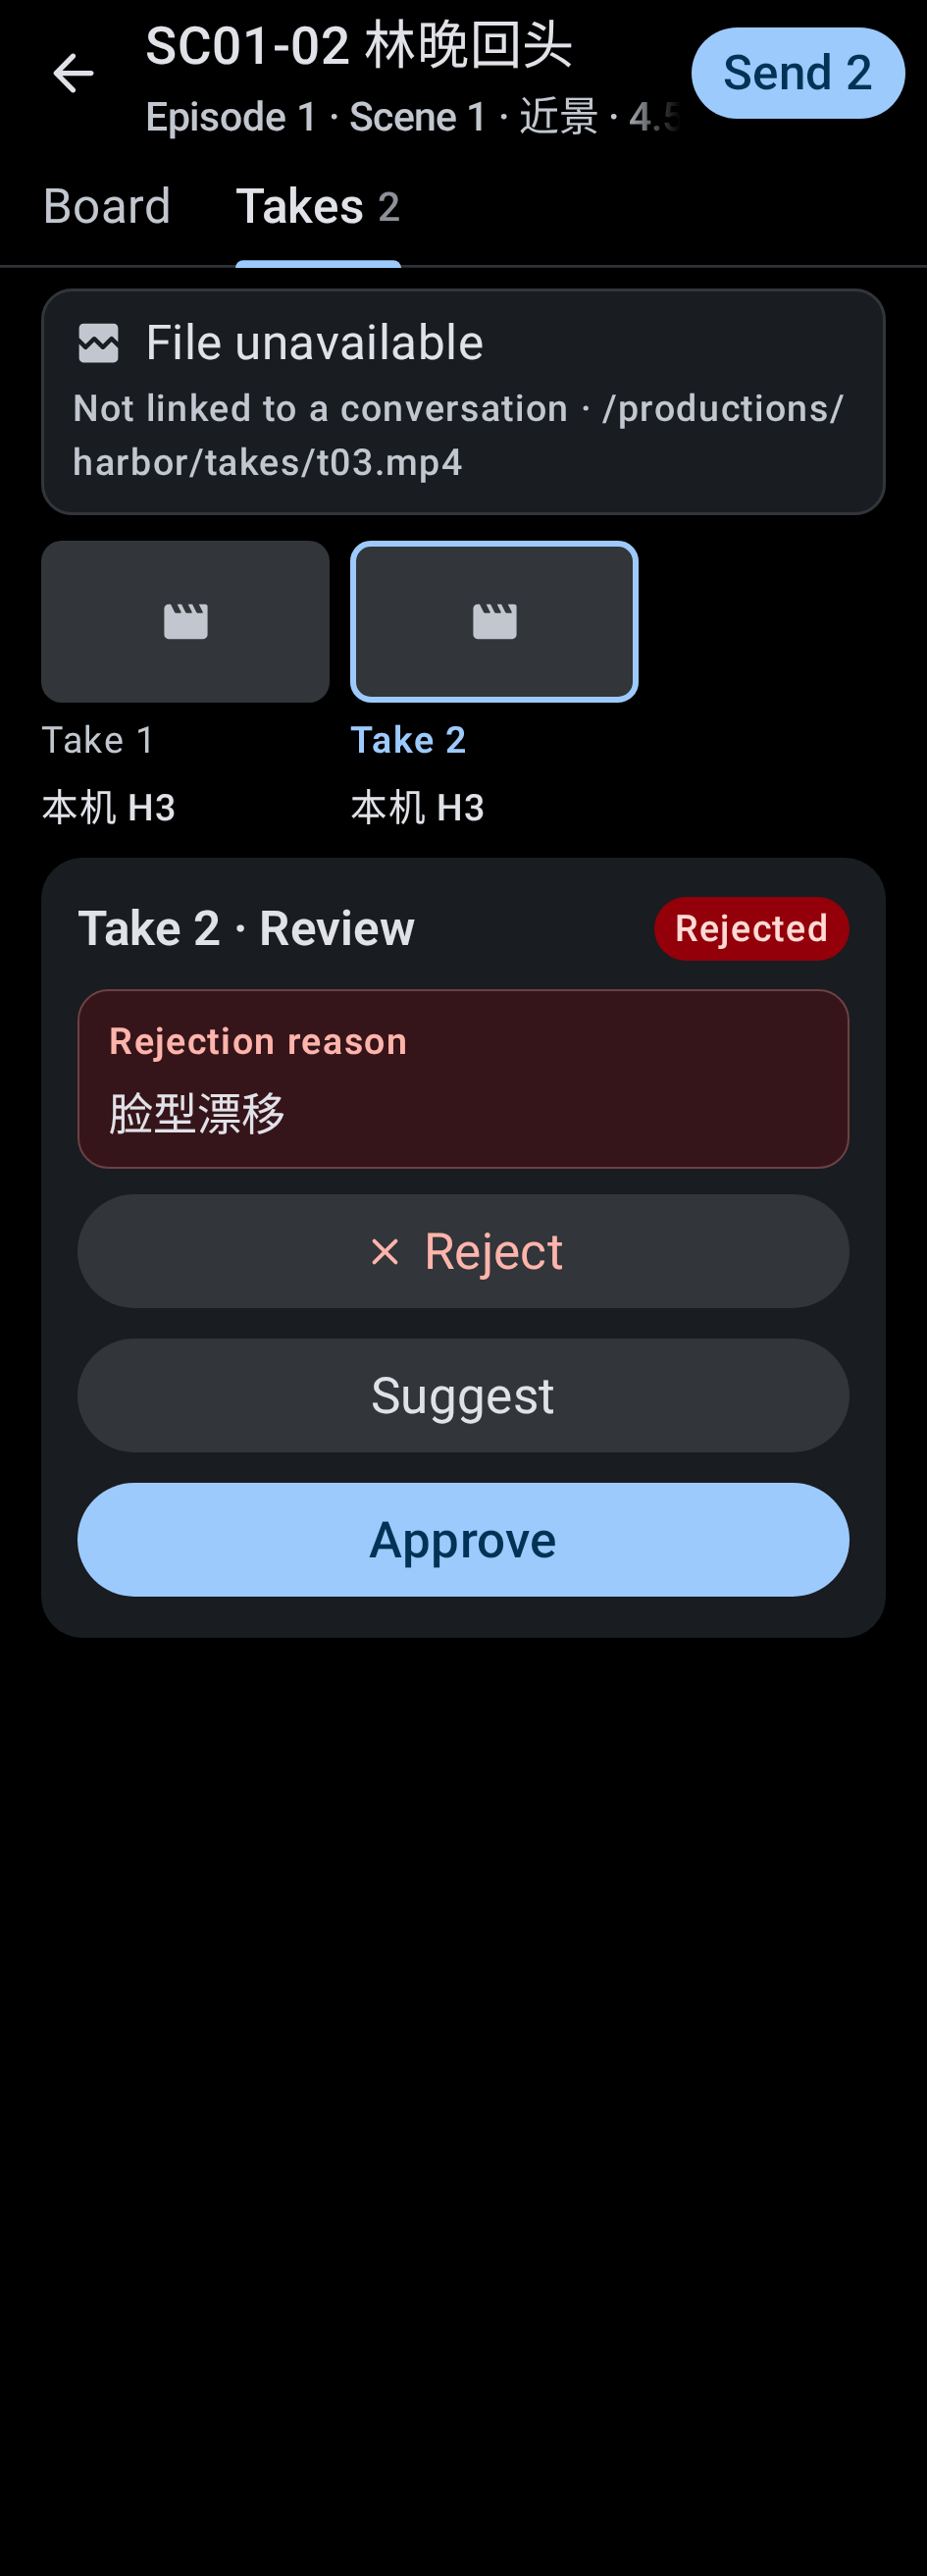 SC01-02 林晚回头
Send 2
Episode 1 · Scene 1 · 近景 · 4.5
Board
Takes 2
File unavailable
Not linked to a conversation · /productions/
harbor/takes/t03.mp4
Take 1
Take 2
本机 H3
本机 H3
Take 2 · Review
Rejected
Rejection reason
脸型漂移
Reject
Suggest
Approve